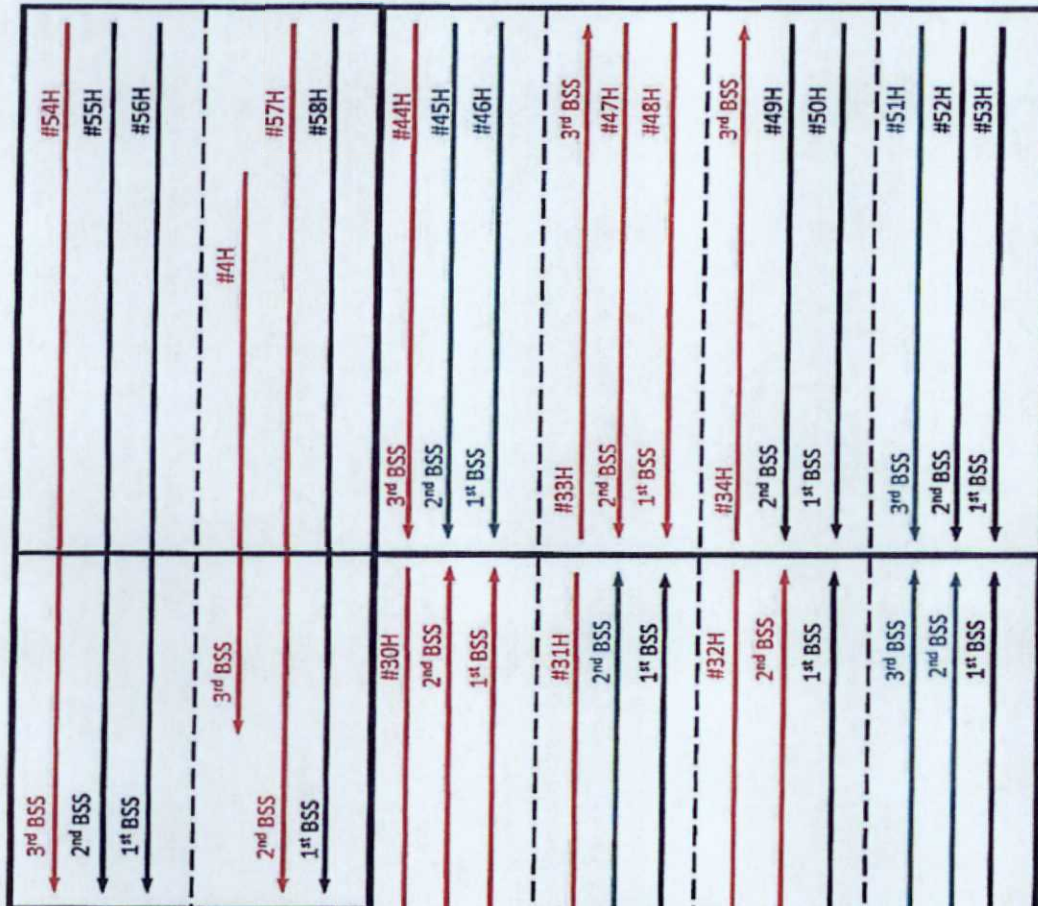 #54H
#55H
#56H
3rd BSS
2nd BSS
1st BSS
#4H
#57H
#58H
3rd BSS
2nd BSS
1st BSS
#44H
#45H
#46H
3rd BSS
2nd BSS
1st BSS
3rd BSS
#47H
#48H
#33H
2nd BSS
1st BSS
3rd BSS
#49H
#50H
#34H
2nd BSS
1st BSS
#51H
#52H
#53H
3rd BSS
2nd BSS
1st BSS
#30H
2nd BSS
1st BSS
#31H
2nd BSS
1st BSS
#32H
2nd BSS
1st BSS
3rd BSS
2nd BSS
1st BSS